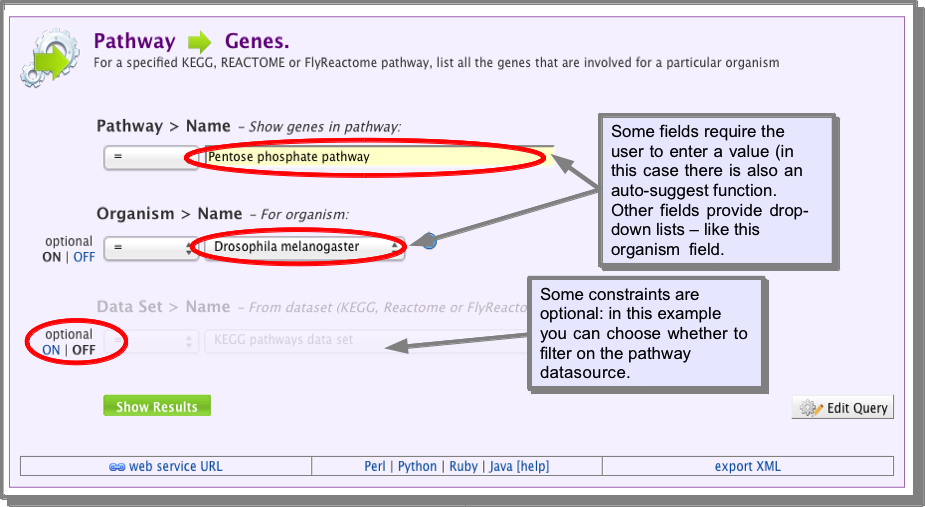 Pathway Genes.
For a specified KEGG, REACTOME or FlyReactome pathway, list all the genes that are involved for a particular organism
Pathway > Name – Show genes in pathway:
= Pentose phosphate pathway
Some fields require the
user to enter a value (in
this case there is also an
auto-suggest function.
Other fields provide drop-
down lists – like this
organism field.
Organism > Name – For organism:
optional
ON | OFF
= Drosophila melanogaster
Data Set > Name – From dataset (KEGG, Reactome or FlyReacto
optional
ON | OFF
= KEGG pathways data set
Some constraints are
optional: in this example
you can choose whether to
filter on the pathway
datasource.
Show Results
Edit Query
web service URL
Perl | Python | Ruby | Java [help]
export XML